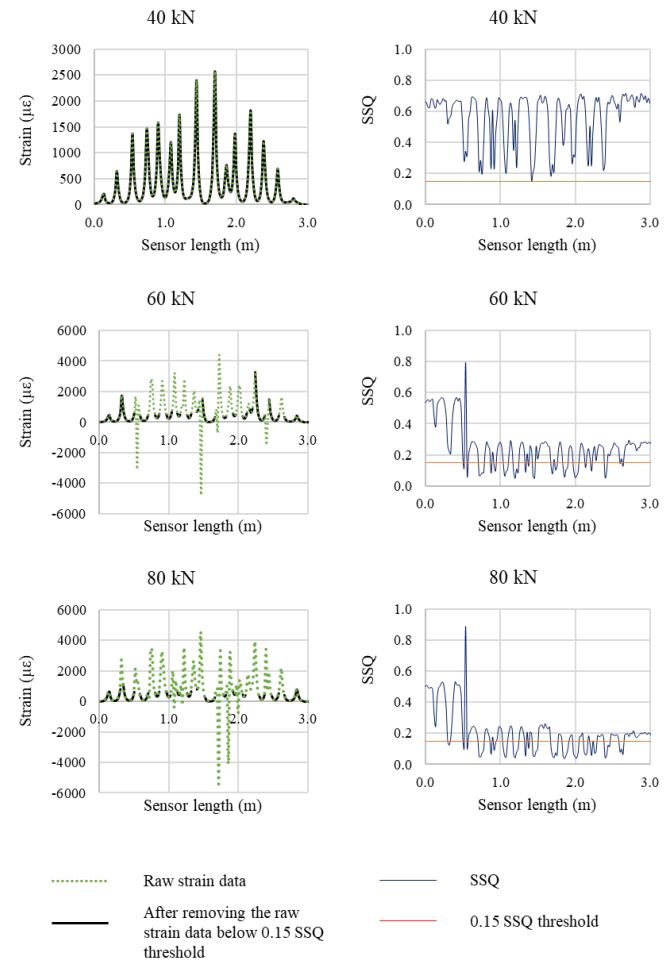 40 kN
40 kN
3000
2500
2000
1500
1000
500
0
Strain (με)
0.0 1.0 2.0 3.0
Sensor length (m)
1.0
0.8
0.6
0.4
0.2
0.0
SSQ
0.0 1.0 2.0 3.0
Sensor length (m)
60 kN
60 kN
6000
4000
2000
0
-2000
-4000
-6000
Strain (με)
0.0 1.0 2.0 3.0
Sensor length (m)
1.0
0.8
0.6
0.4
0.2
0.0
SSQ
0.0 1.0 2.0 3.0
Sensor length (m)
80 kN
80 kN
6000
4000
2000
0
-2000
-4000
-6000
Strain (με)
0.0 1.0 2.0 3.0
Sensor length (m)
1.0
0.8
0.6
0.4
0.2
0.0
SSQ
0.0 1.0 2.0 3.0
Sensor length (m)
Raw strain data
SSQ
After removing the raw
strain data below 0.15 SSQ
threshold
0.15 SSQ threshold